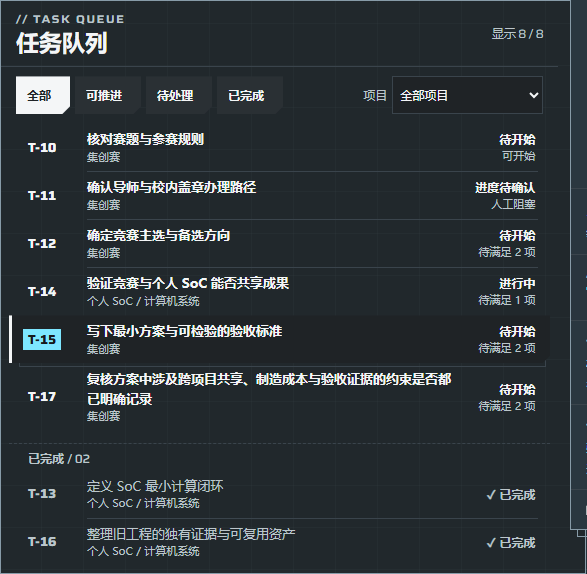 // TASK QUEUE
任务队列
显示 8 / 8
全部 可推进 待处理 已完成 项目 全部项目
T-10 核对赛题与参赛规则 待开始
集创赛 可开始
T-11 确认导师与校内盖章办理路径 进度待确认
集创赛 人工阻塞
T-12 确定竞赛主选与备选方向 待开始
集创赛 待满足 2 项
T-14 验证竞赛与个人 SoC 能否共享成果 进行中
个人 SoC / 计算机系统 待满足 1 项
T-15 写下最小方案与可检验的验收标准 待开始
集创赛 待满足 2 项
T-17 复核方案中涉及跨项目共享、制造成本与验收证据的约束是否都 待开始
已明确记录
集创赛 待满足 2 项
已完成 / 02
T-13 定义 SoC 最小计算闭环 ✓ 已完成
个人 SoC / 计算机系统
T-16 整理旧工程的独有证据与可复用资产 ✓ 已完成
个人 SoC / 计算机系统